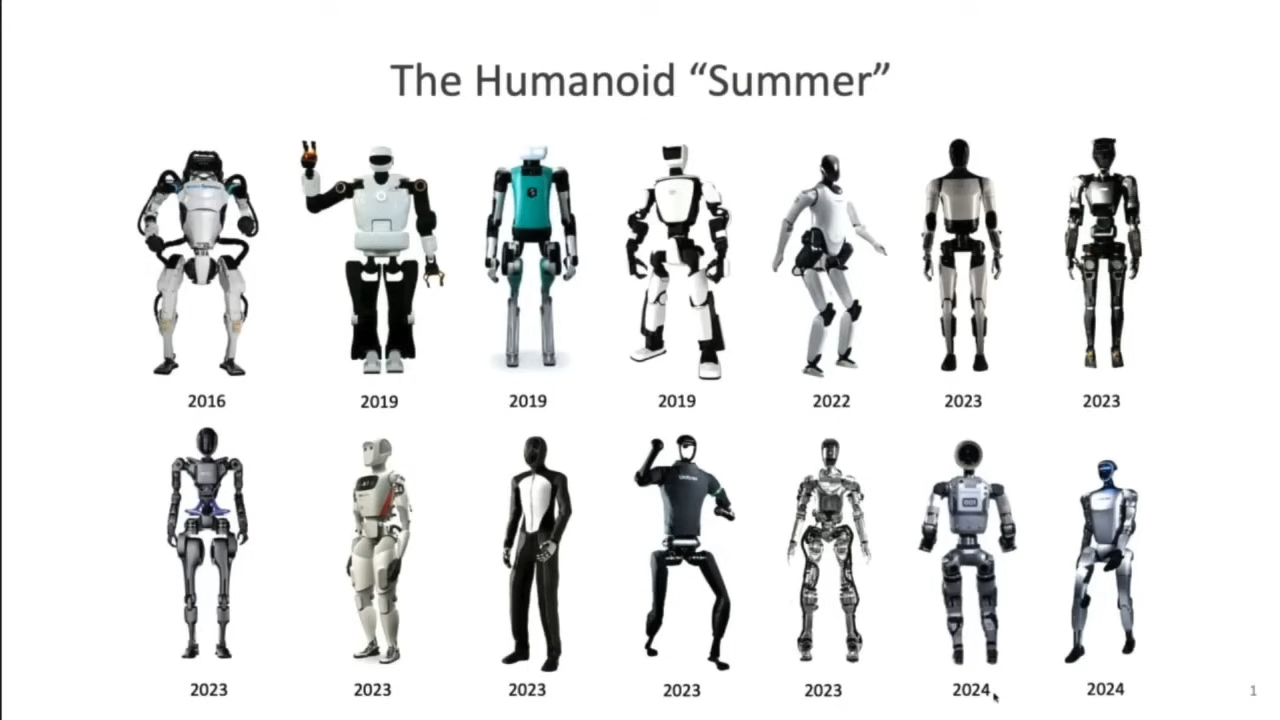 The Humanoid “Summer”
2016 2019 2019 2019 2022 2023 2023
2023 2023 2023 2023 2023 2024 2024
1